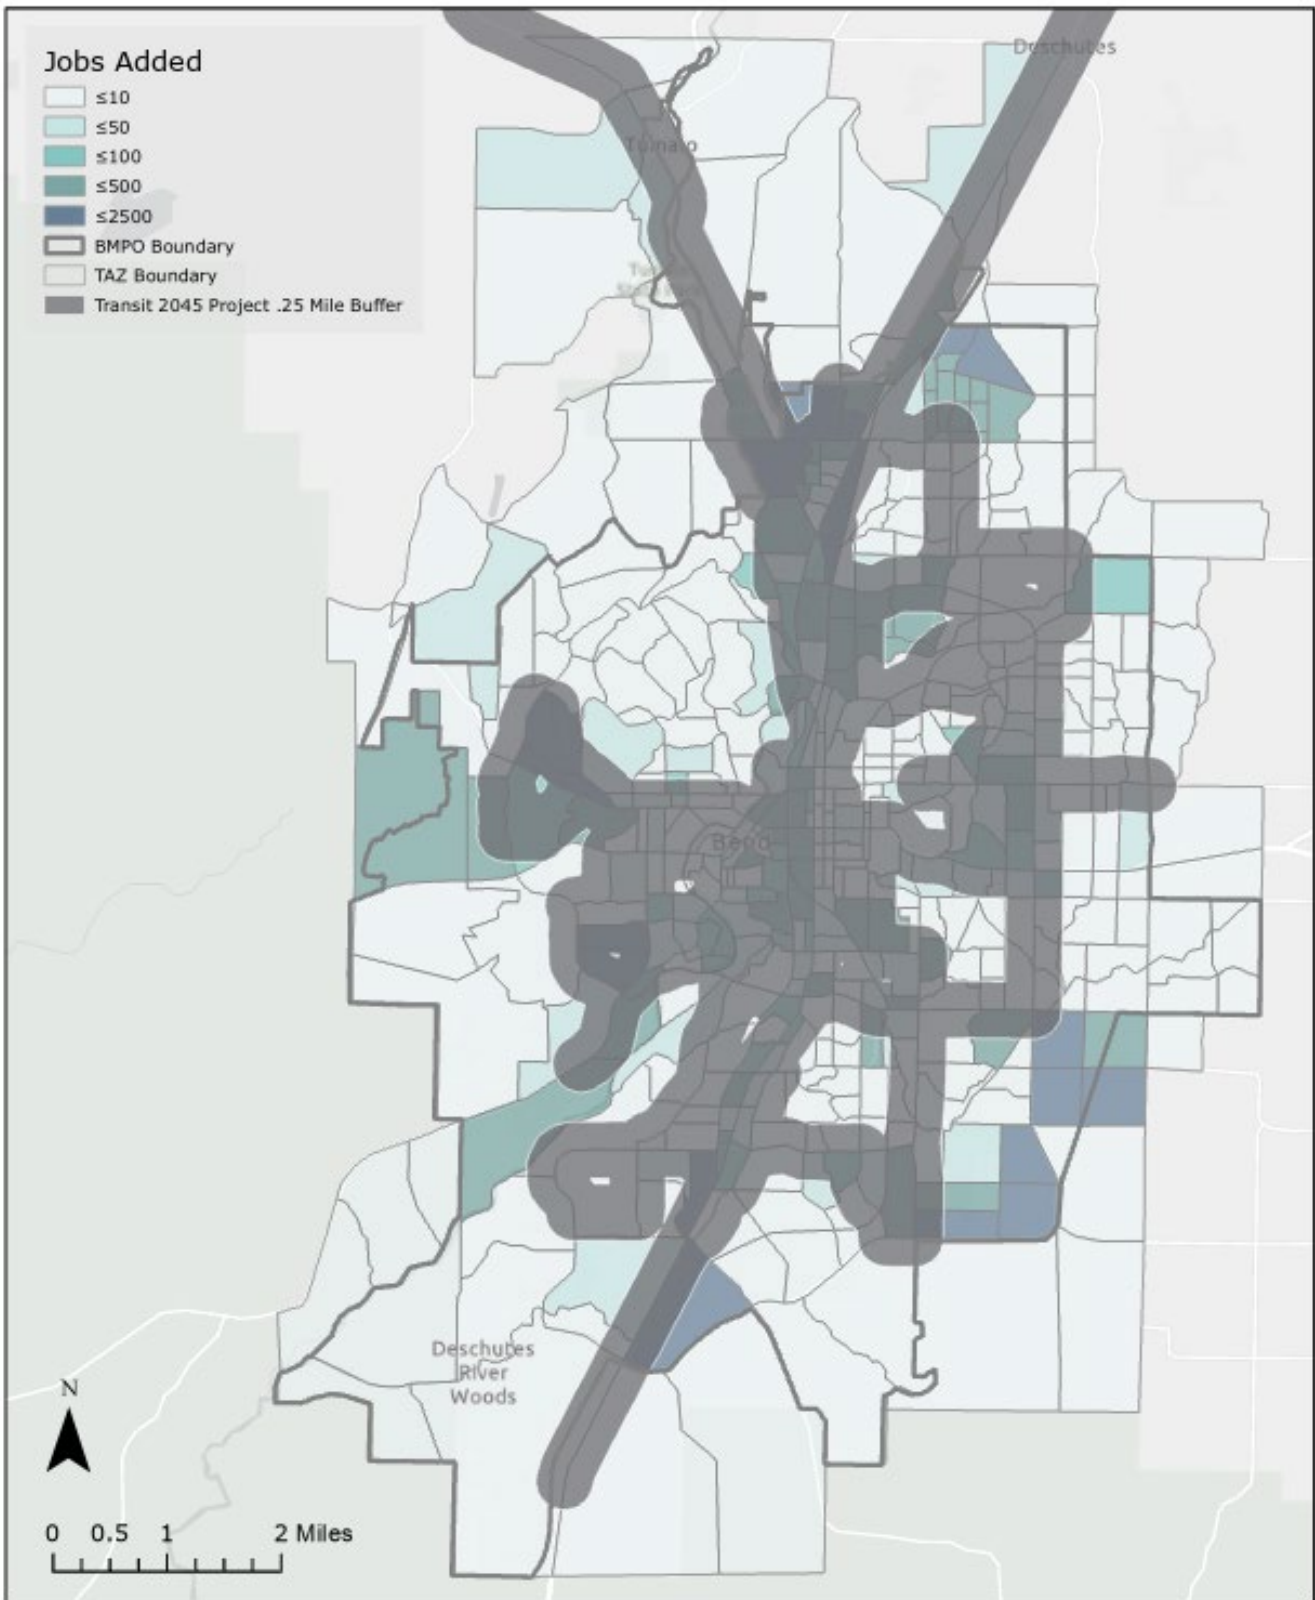 Jobs Added
≤10
≤50
≤100
≤500
≤2500
BMPO Boundary
TAZ Boundary
Transit 2045 Project .25 Mile Buffer
Deschutes
Tumalo
Bend
Deschutes
River
Woods
N
0 0.5 1 2 Miles